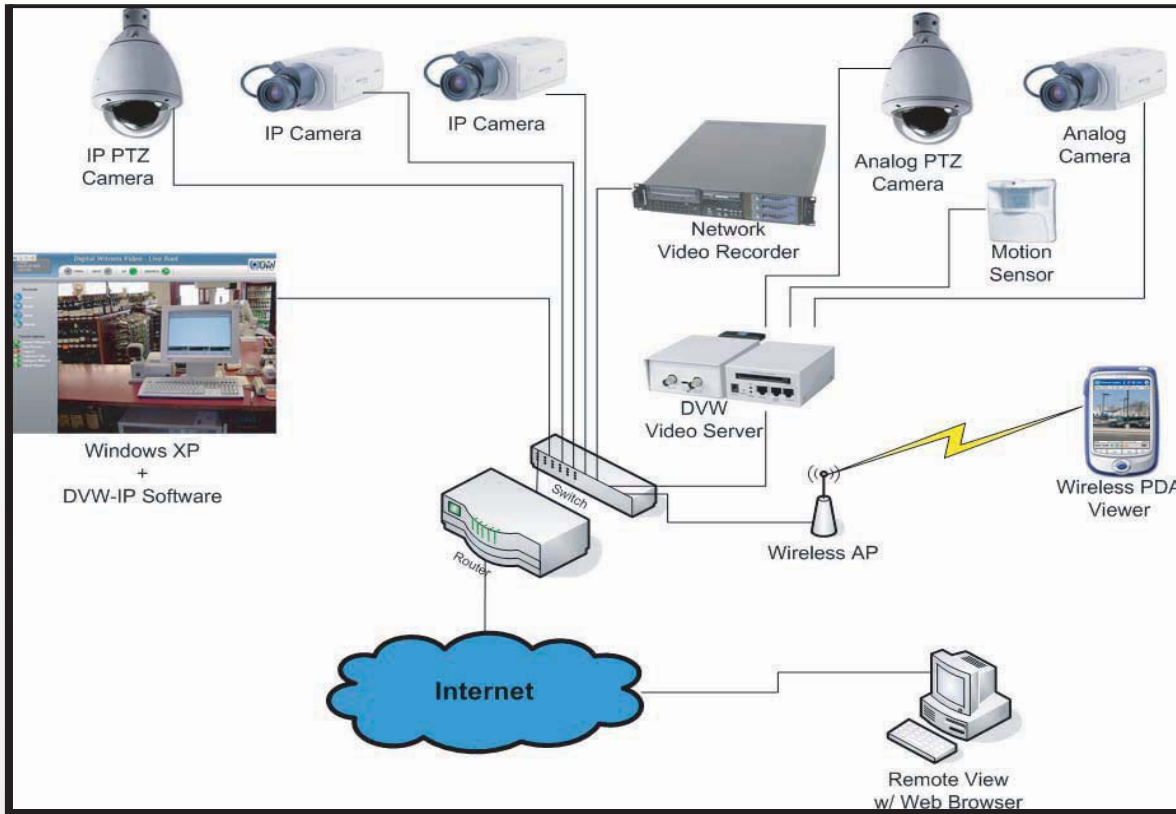 IP PTZ
Camera
IP Camera
IP Camera
Network
Video Recorder
Analog PTZ
Camera
Analog
Camera
Motion
Sensor
Digital Witness Video - Live Root
Windows XP
+
DVW-IP Software
DVW
Video Server
Switch
Router
Wireless AP
Wireless PDA
Viewer
Internet
Remote View
w/ Web Browser